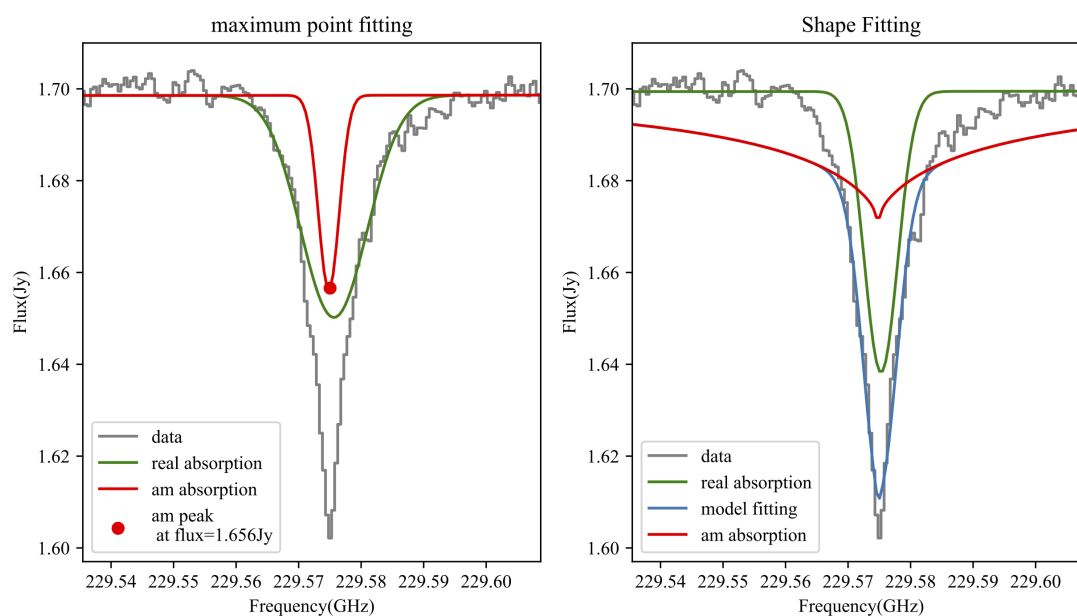 maximum point fitting
1.70
1.68
1.66
1.64
1.62
1.60
Flux(Jy)
data
real absorption
am absorption
am peak
at flux=1.656Jy
229.54 229.55 229.56 229.57 229.58 229.59 229.60
Frequency(GHz)
Shape Fitting
1.70
1.68
1.66
1.64
1.62
1.60
Flux(Jy)
data
real absorption
model fitting
am absorption
229.54 229.55 229.56 229.57 229.58 229.59 229.60
Frequency(GHz)